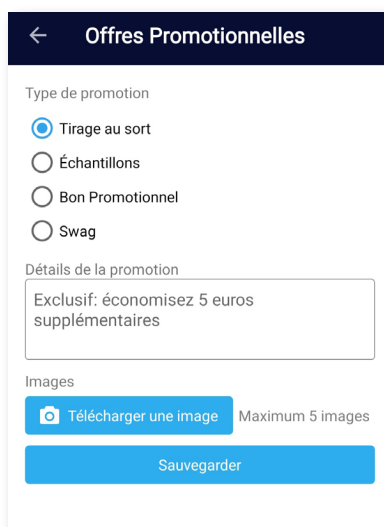 Offres Promotionnelles
Type de promotion
Tirage au sort
Échantillons
Bon Promotionnel
Swag
Détails de la promotion
Exclusif: économisez 5 euros
supplémentaires
Images
Télécharger une image Maximum 5 images
Sauvegarder